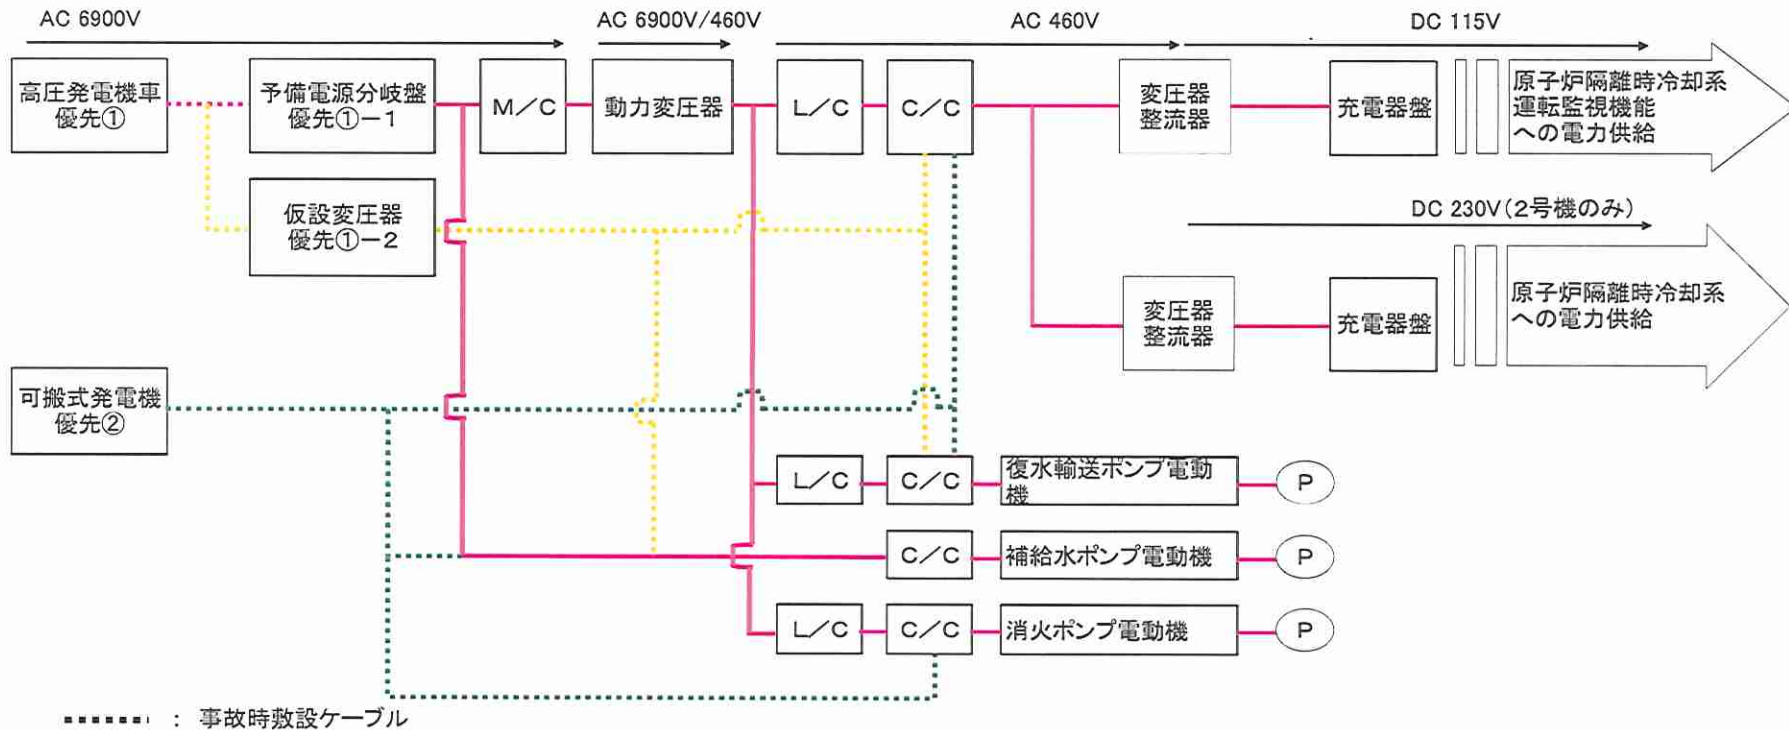 AC 6900V
AC 6900V/460V
AC 460V
DC 115V
高圧発電機車
優先①
予備電源分岐盤
優先①－1
M／C
動力変圧器
L／C
C／C
変圧器
整流器
充電器盤
原子炉隔離時冷却系
運転監視機能
への電力供給
仮設変圧器
優先①－2
DC 230V(2号機のみ)
変圧器
整流器
充電器盤
原子炉隔離時冷却系
への電力供給
可搬式発電機
優先②
L／C
C／C
復水輸送ポンプ電動
機
P
C／C
補給水ポンプ電動機
P
L／C
C／C
消火ポンプ電動機
P
： 事故時敷設ケーブル